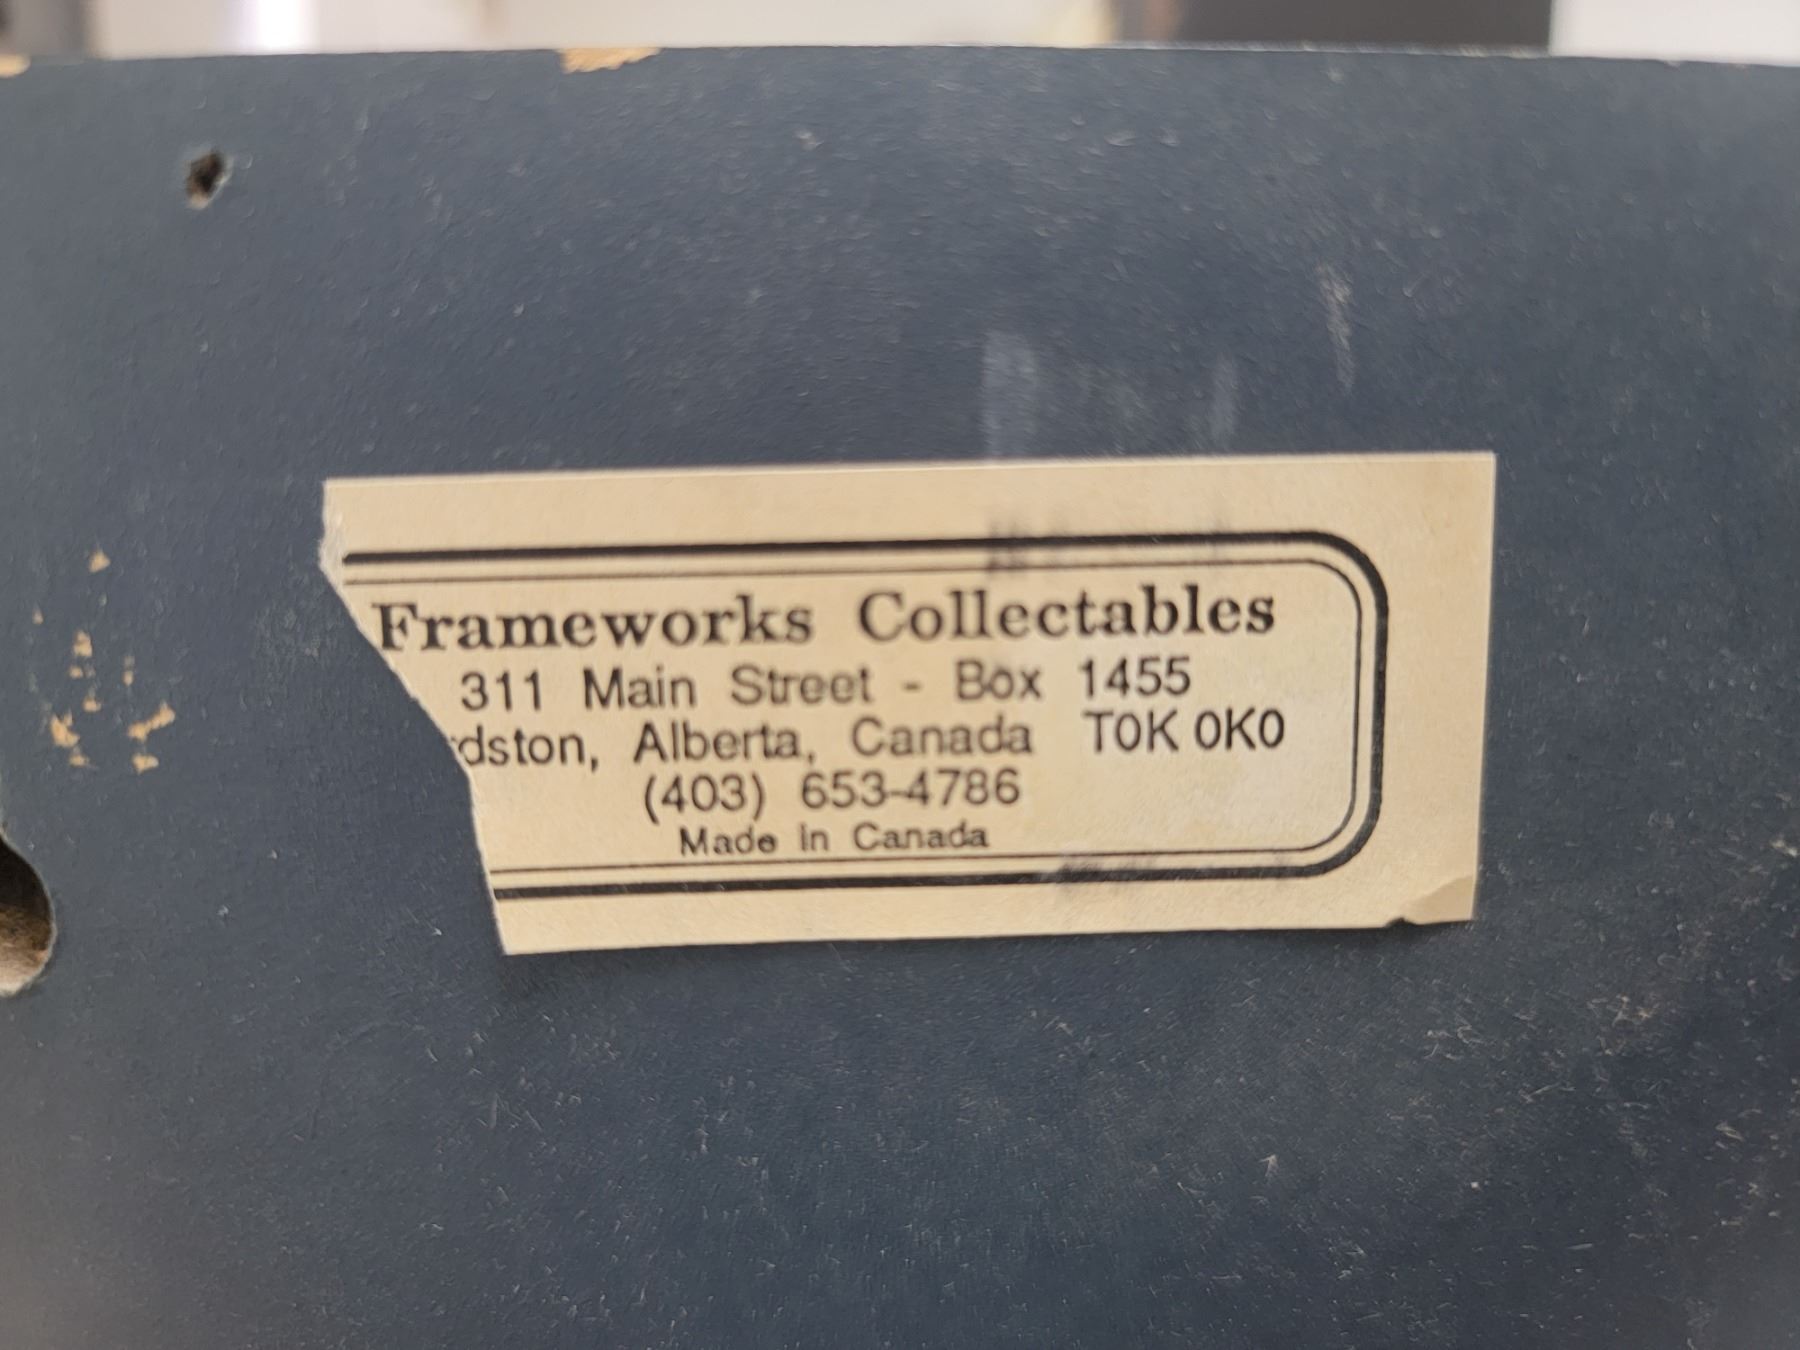 Frameworks Collectables
311 Main Street - Box 1455
rdston, Alberta, Canada T0K 0K0
(403) 653-4786
Made in Canada